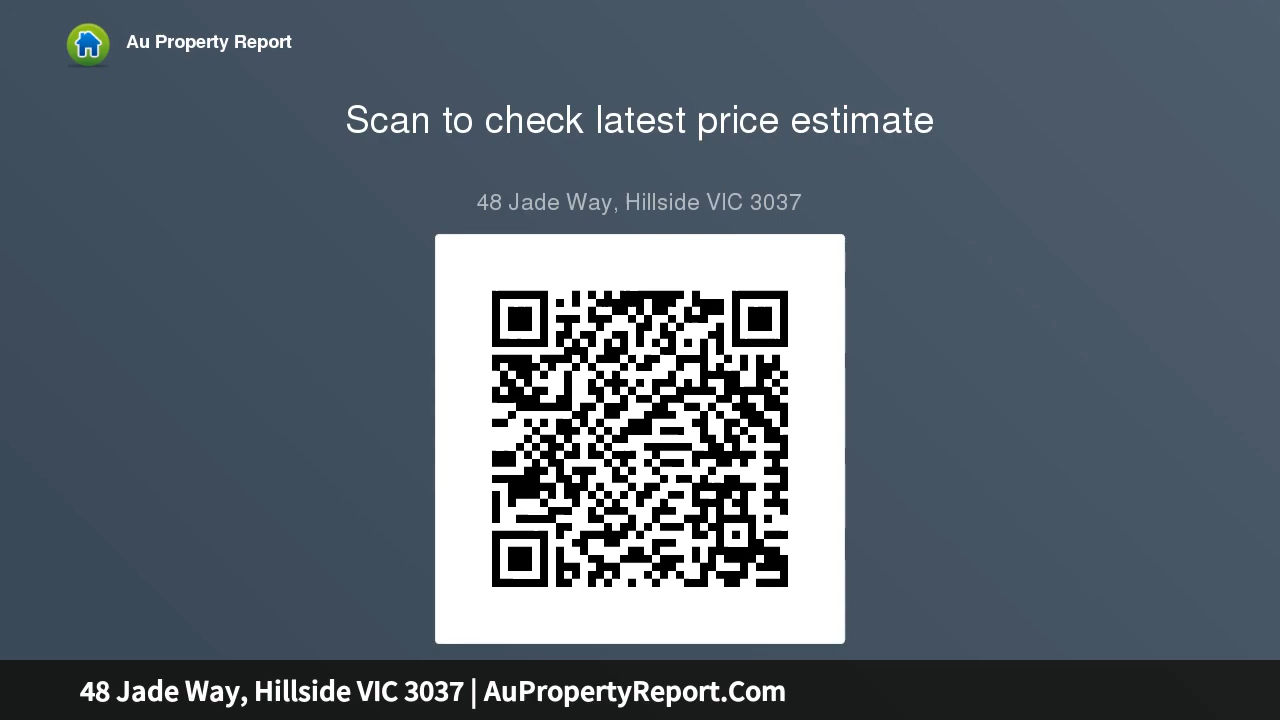 Au Property Report
Scan to check latest price estimate
48 Jade Way, Hillside VIC 3037
48 Jade Way, Hillside VIC 3037 | AuPropertyReport.Com